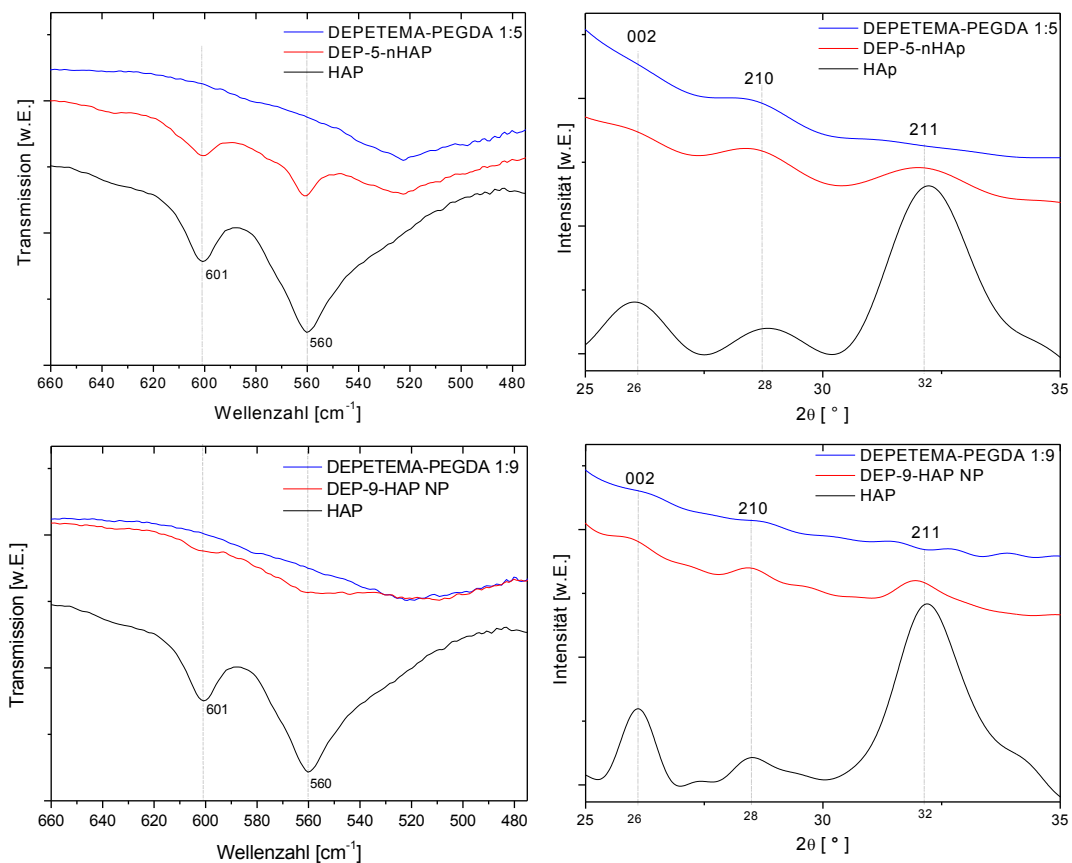 DEPETEMA-PEGDA 1:5
DEP-5-nHAP
HAP
601
560
Transmission [w.E.]
660 640 620 600 580 560 540 520 500 480
Wellenzahl [cm⁻¹]
DEPETEMA-PEGDA 1:5
DEP-5-nHAp
HAp
002
210
211
Intensität [w.E.]
25 26 28 30 32 35
2θ [ ° ]
DEPETEMA-PEGDA 1:9
DEP-9-HAP NP
HAP
601
560
Transmission [w.E.]
660 640 620 600 580 560 540 520 500 480
Wellenzahl [cm⁻¹]
DEPETEMA-PEGDA 1:9
DEP-9-HAP NP
HAP
002
210
211
Intensität [w.E.]
25 26 28 30 32 35
2θ [ ° ]